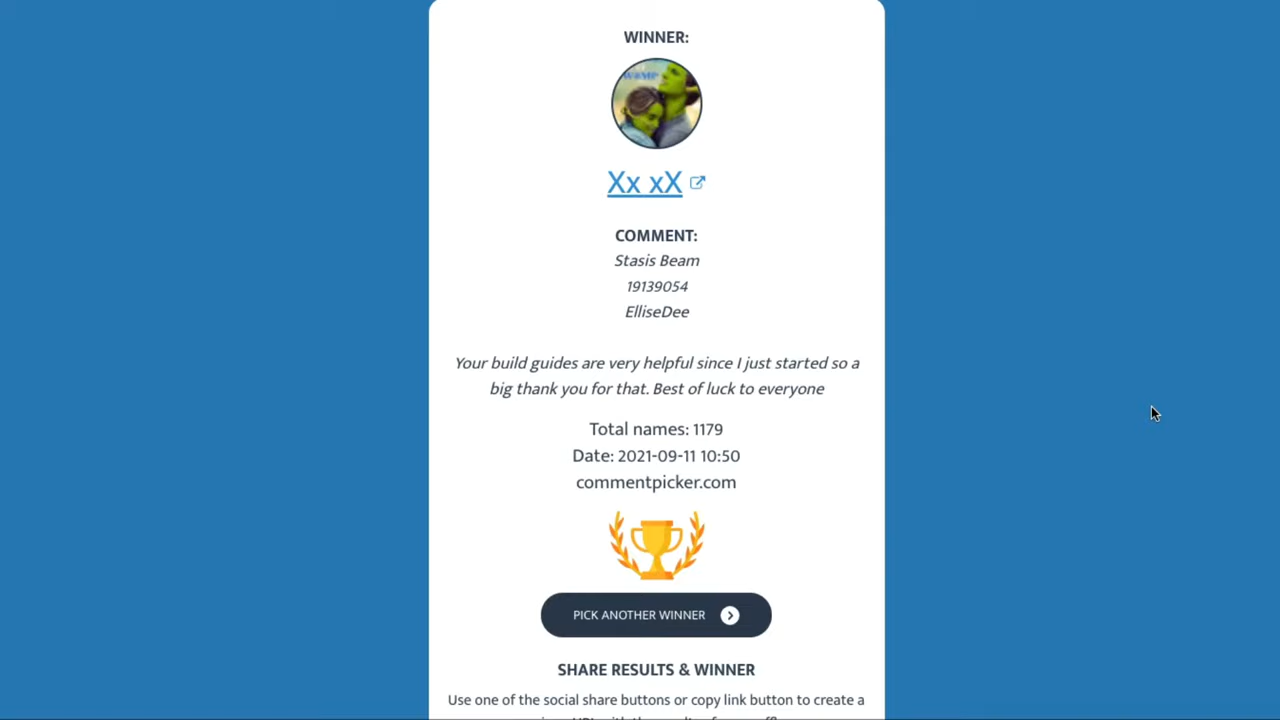 WINNER:
Xx xX
COMMENT:
Stasis Beam
19139054
ElliseDee
Your build guides are very helpful since I just started so a
big thank you for that. Best of luck to everyone
Total names: 1179
Date: 2021-09-11 10:50
commentpicker.com
PICK ANOTHER WINNER
SHARE RESULTS & WINNER
Use one of the social share buttons or copy link button to create a